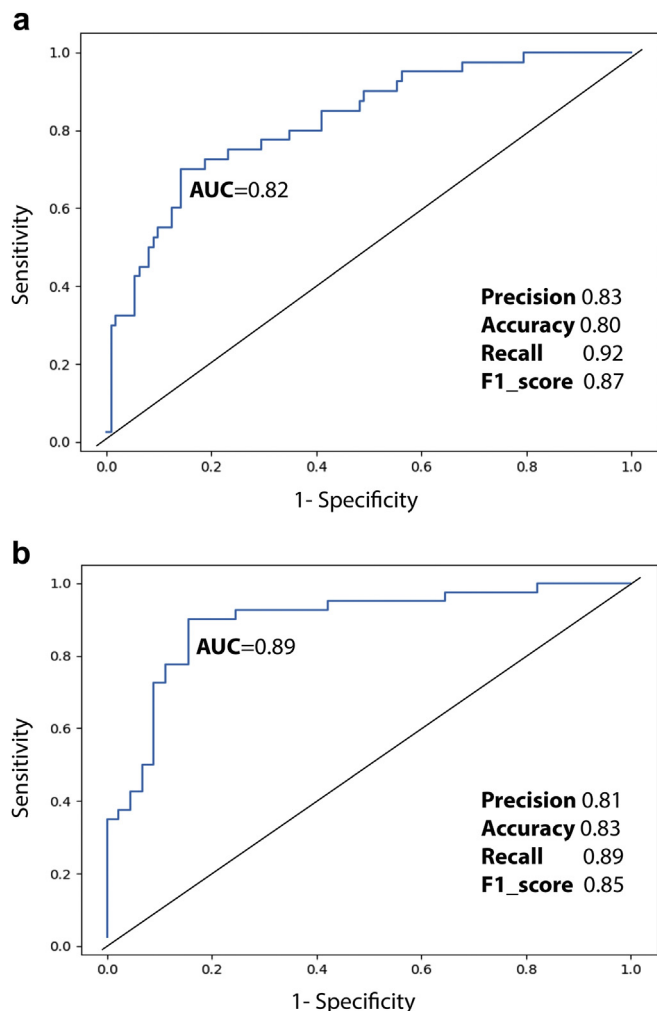 a
1.0
0.8
0.6
0.4
0.2
0.0
Sensitivity
AUC=0.82
Precision 0.83
Accuracy 0.80
Recall 0.92
F1_score 0.87
0.0 0.2 0.4 0.6 0.8 1.0
1- Specificity
b
1.0
0.8
0.6
0.4
0.2
0.0
Sensitivity
AUC=0.89
Precision 0.81
Accuracy 0.83
Recall 0.89
F1_score 0.85
0.0 0.2 0.4 0.6 0.8 1.0
1- Specificity